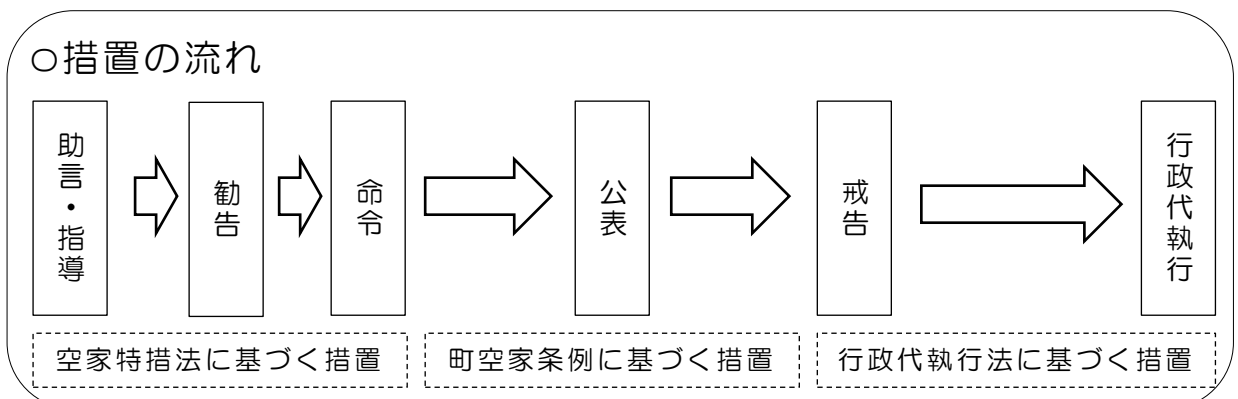 ○措置の流れ
助言・指導
勧告
命令
公表
戒告
行政代執行
空家特措法に基づく措置
町空家条例に基づく措置
行政代執行法に基づく措置